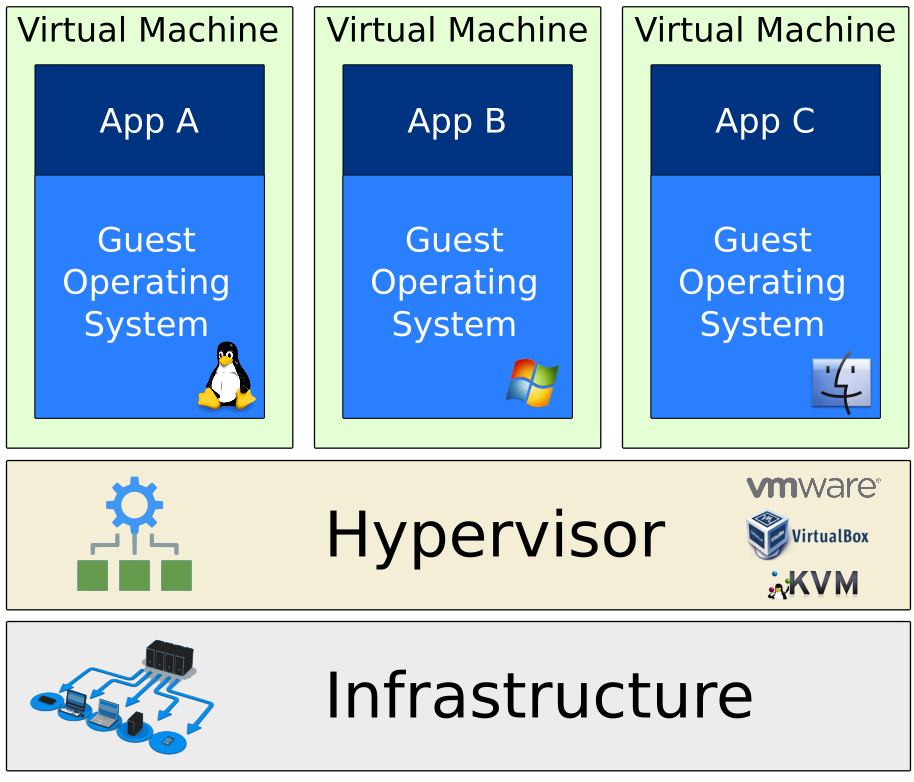 Virtual Machine
Virtual Machine
Virtual Machine
App A
App B
App C
Guest
Operating
System
Guest
Operating
System
Guest
Operating
System
Hypervisor
vmware®
VirtualBox
KVM
Infrastructure